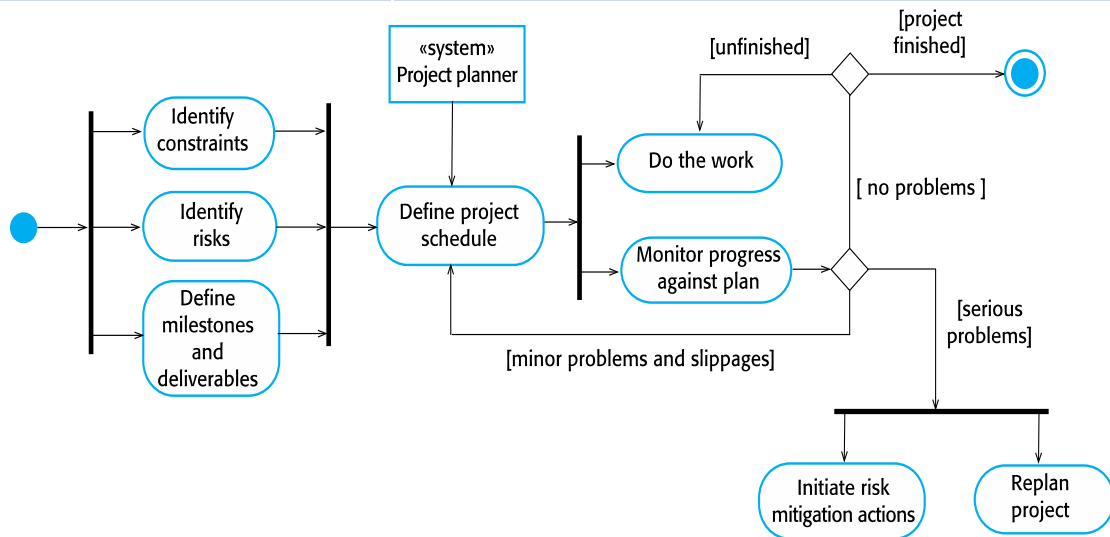 «system»
Project planner
[unfinished]
[project
finished]
Identify
constraints
Identify
risks
Define
milestones
and
deliverables
Define project
schedule
Do the work
Monitor progress
against plan
[ no problems ]
[minor problems and slippages]
[serious
problems]
Initiate risk
mitigation actions
Replan
project